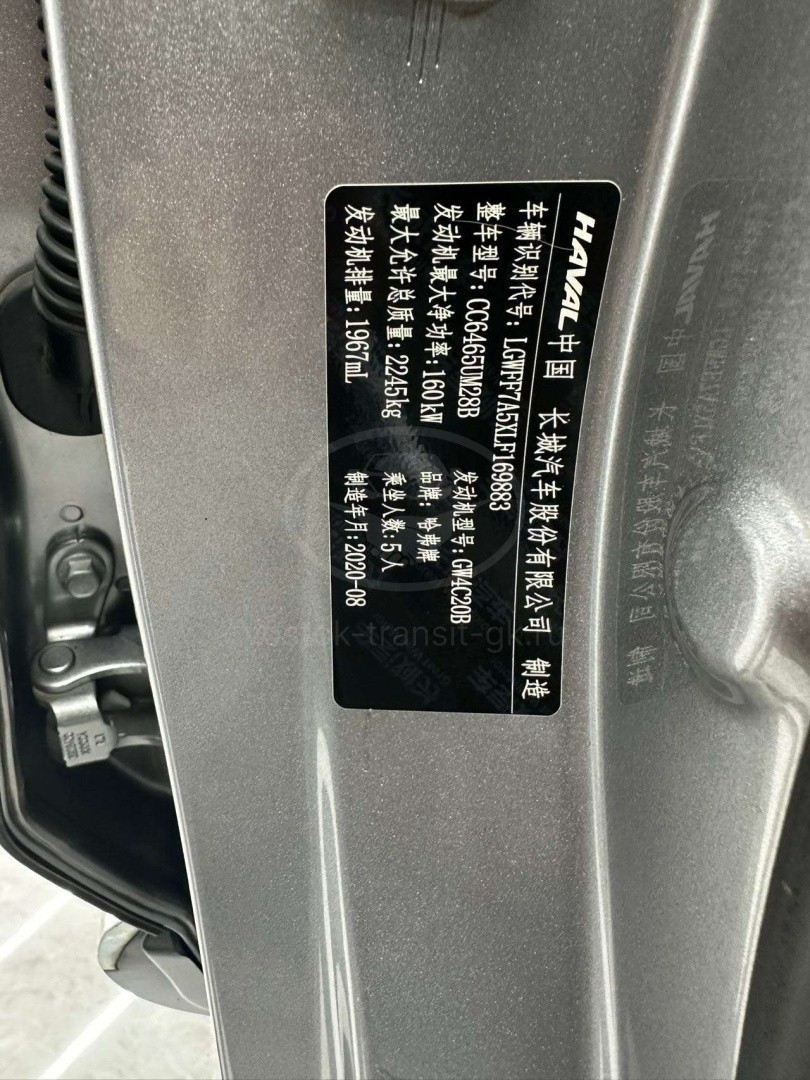 HAVAL 中国 长城汽车股份有限公司 制造
车辆识别代号:LGWFF7A5XLF169883
整车型号:CC6465UM28B 发动机型号:GW4C20B
发动机最大净功率:160kW 品牌:哈弗牌
最大允许总质量:2245kg 乘坐人数:5人
发动机排量:1967mL 制造年月:2020-08